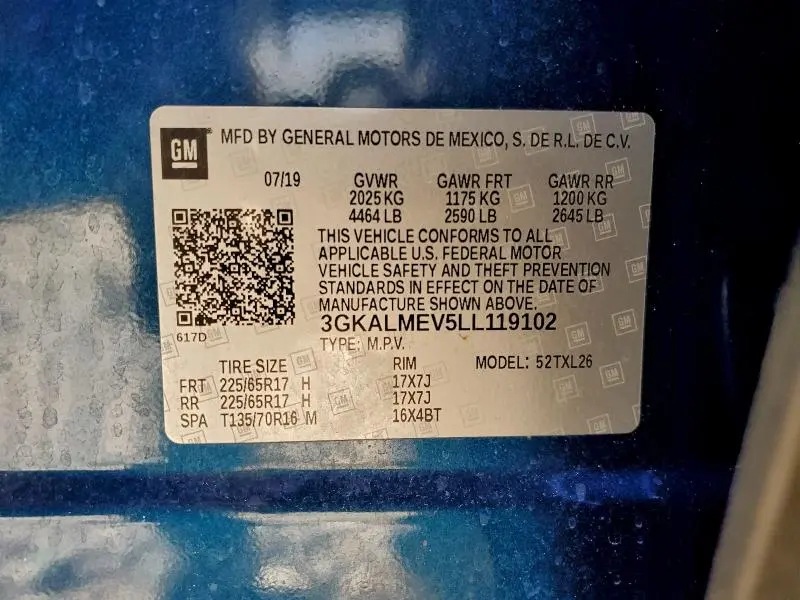 GM MFD BY GENERAL MOTORS DE MEXICO, S. DE R.L. DE C.V.
07/19 GVWR GAWR FRT GAWR RR
2025 KG 1175 KG 1200 KG
4464 LB 2590 LB 2645 LB
THIS VEHICLE CONFORMS TO ALL
APPLICABLE U.S. FEDERAL MOTOR
VEHICLE SAFETY AND THEFT PREVENTION
STANDARDS IN EFFECT ON THE DATE
OF MANUFACTURE SHOWN ABOVE.
617D 3GKALMEV5LL119102
TYPE: M.P.V.
TIRE SIZE RIM MODEL: 52TXL26
FRT 225/65R17 H 17X7J
RR 225/65R17 H 17X7J
SPA T135/70R16 M 16X4BT